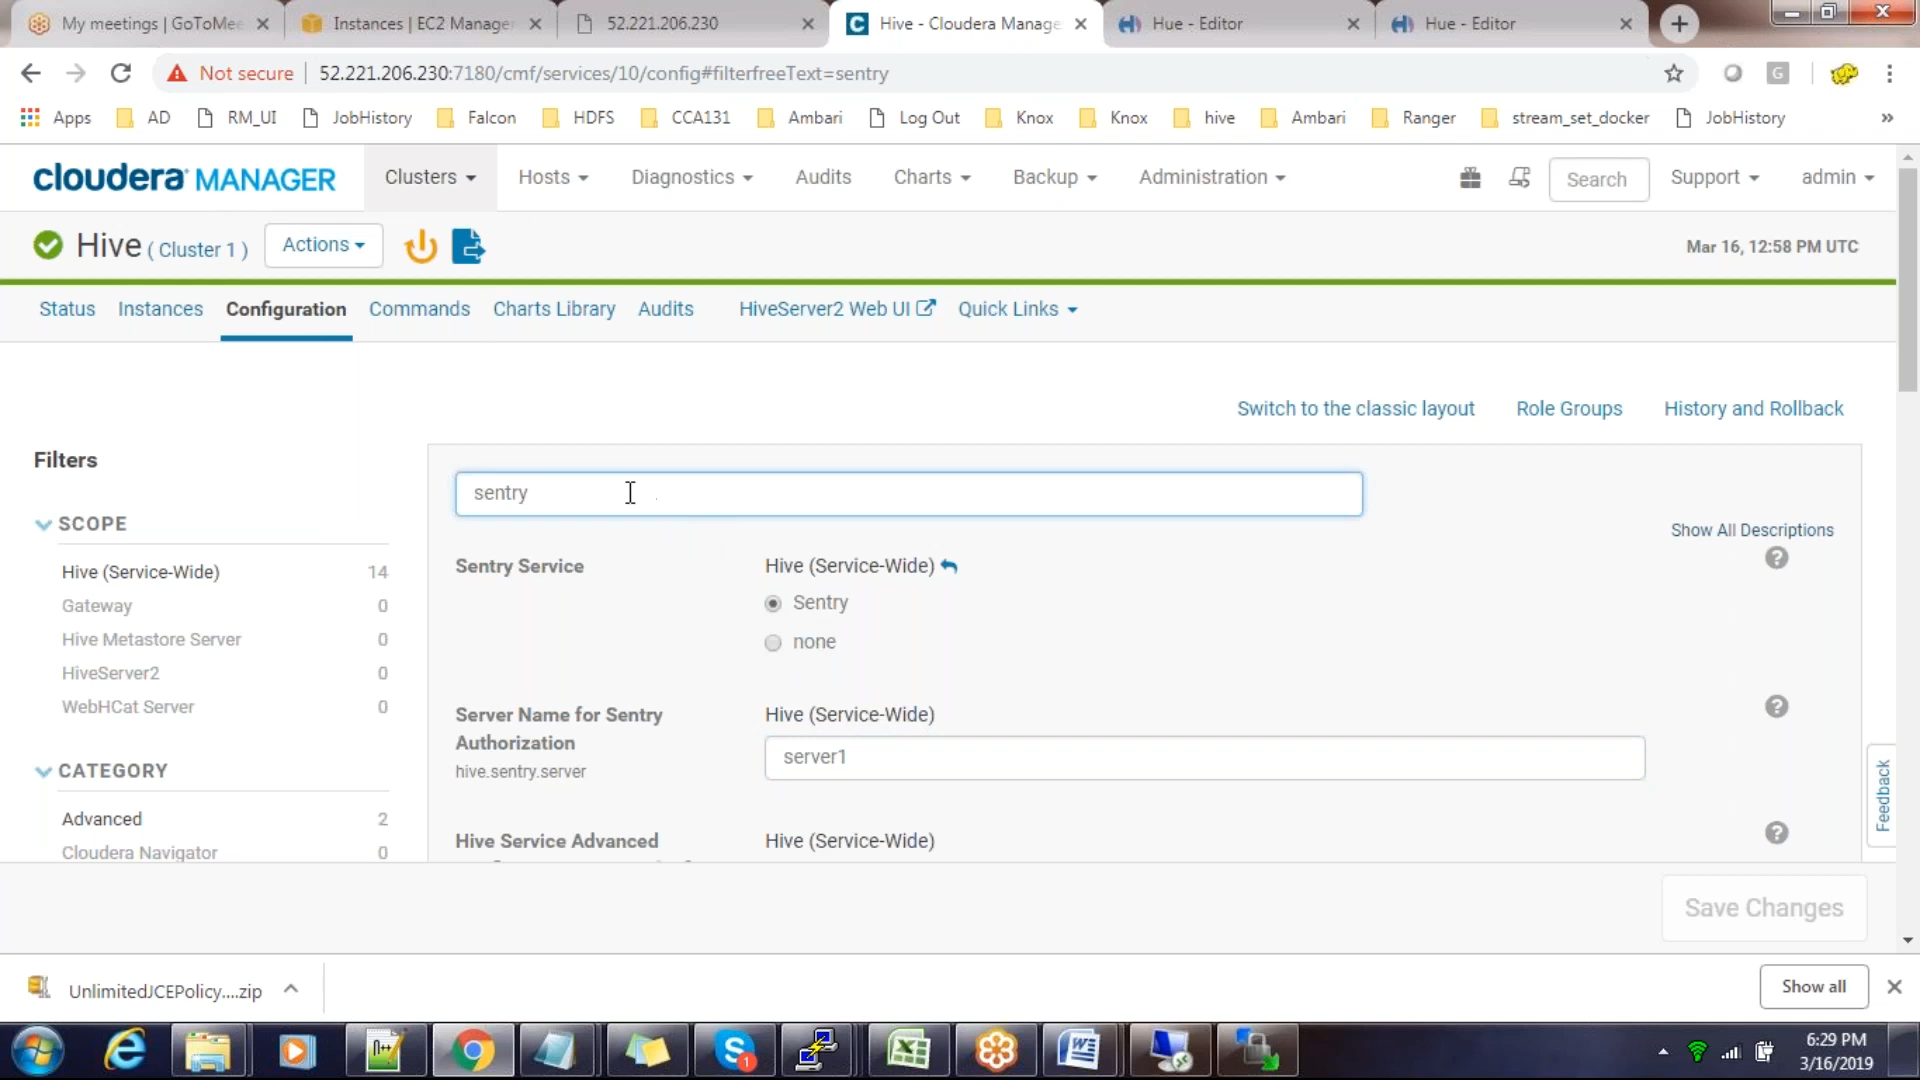 My meetings | GoToMee
Instances | EC2 Manager
52.221.206.230
C Hive - Cloudera Manage
Hue - Editor
Hue - Editor
Not secure 52.221.206.230:7180/cmf/services/10/config#filterfreeText=sentry
G
Apps AD RM_UI JobHistory Falcon HDFS CCA131 Ambari Log Out Knox Knox hive Ambari Ranger stream_set_docker JobHistory »
cloudera MANAGER Clusters Hosts Diagnostics Audits Charts Backup Administration Search Support admin
Hive ( Cluster 1 ) Actions Mar 16, 12:58 PM UTC
Status Instances Configuration Commands Charts Library Audits HiveServer2 Web UI Quick Links
Switch to the classic layout Role Groups History and Rollback
Filters
SCOPE
Hive (Service-Wide) 14
Gateway 0
Hive Metastore Server 0
HiveServer2 0
WebHCat Server 0
CATEGORY
Advanced 2
Cloudera Navigator 0
sentry
Show All Descriptions
Sentry Service Hive (Service-Wide) ?
Sentry
none
Server Name for Sentry Hive (Service-Wide) ?
Authorization
hive.sentry.server
server1
Hive Service Advanced Hive (Service-Wide) ?
Feedback
Save Changes
UnlimitedJCEPolicy....zip
Show all
S 1
6:29 PM
3/16/2019